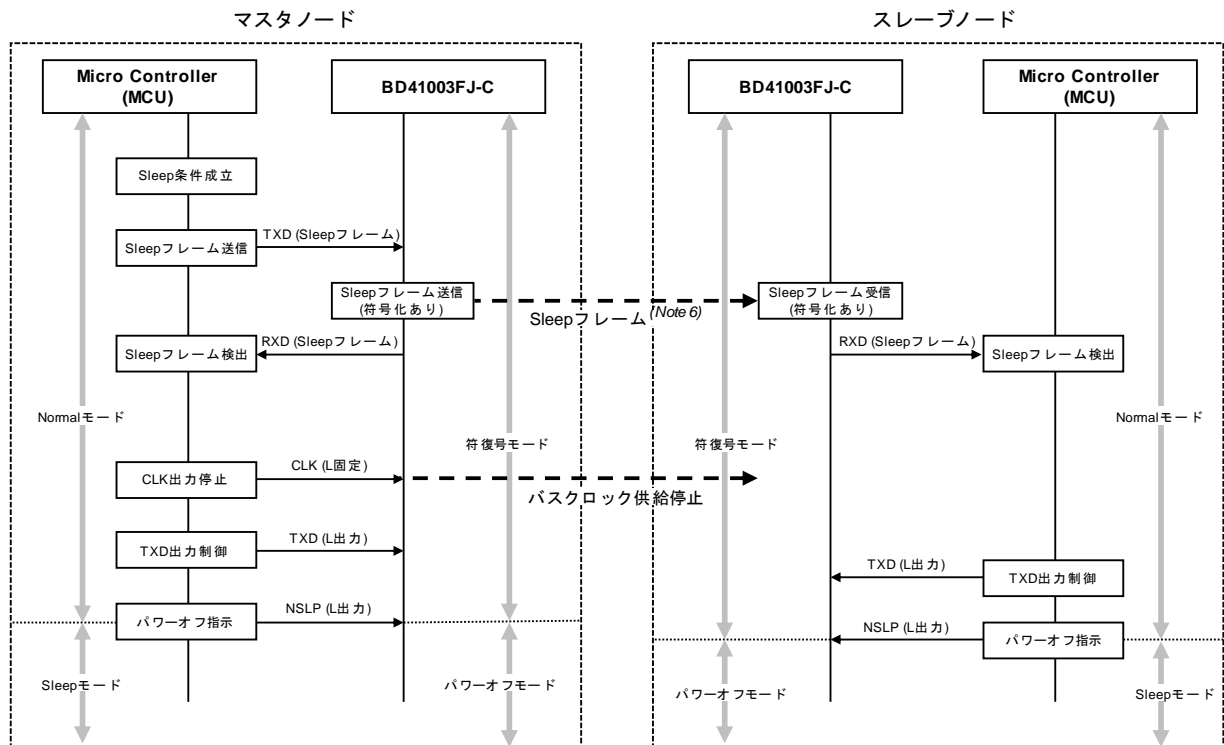 マスタノード
スレーブノード
Micro Controller
(MCU)
BD41003FJ-C
BD41003FJ-C
Micro Controller
(MCU)
Sleep条件成立
Sleepフレーム送信
TXD (Sleepフレーム)
Sleepフレーム送信
(符号化あり)
Sleepフレーム(Note 6)
Sleepフレーム受信
(符号化あり)
Sleepフレーム検出
RXD (Sleepフレーム)
RXD (Sleepフレーム)
Sleepフレーム検出
Normalモード
符復号モード
符復号モード
Normalモード
CLK出力停止
CLK (L固定)
バスクロック供給停止
TXD出力制御
TXD (L出力)
TXD (L出力)
TXD出力制御
パワーオフ指示
NSLP (L出力)
NSLP (L出力)
パワーオフ指示
Sleepモード
パワーオフモード
パワーオフモード
Sleepモード